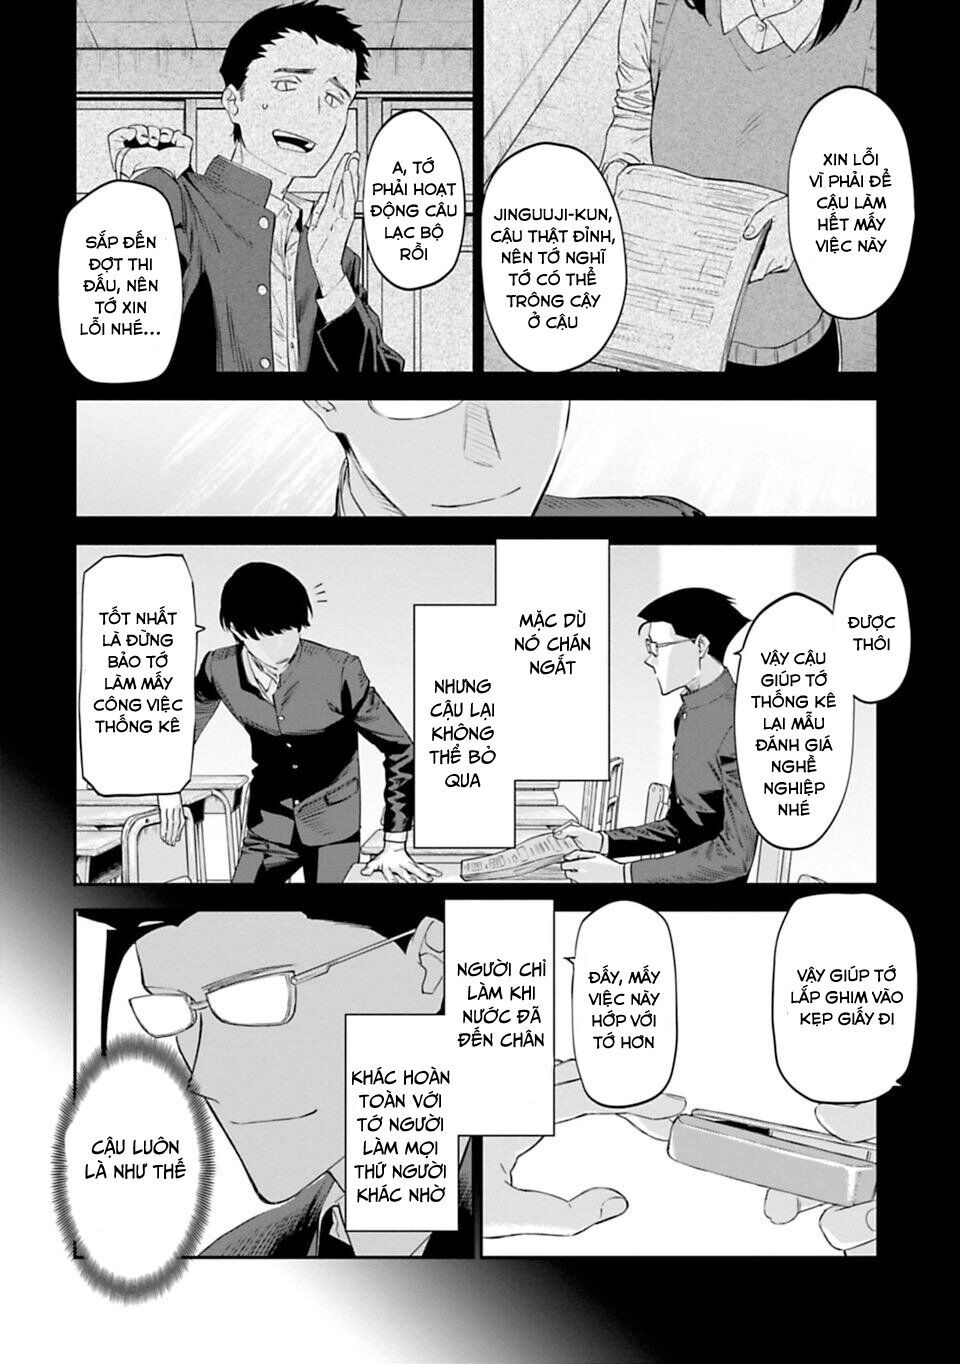 XIN LỖI
VÌ PHẢI ĐỂ
CẬU LÀM
HẾT MẤY
VIỆC NÀY
JINGUUJI-KUN,
CẬU THẬT ĐỈNH,
NÊN TỚ NGHĨ
TỚ CÓ THỂ
TRÔNG CẬY
Ở CẬU
A, TỚ
PHẢI HOẠT
ĐỘNG CÂU
LẠC BỘ
RỒI
SẮP ĐẾN
ĐỢT THI
ĐẤU, NÊN
TỚ XIN
LỖI NHÉ...
ĐƯỢC
THÔI
VẬY CẬU
GIÚP TỚ
THỐNG KÊ
LẠI MẪU
ĐÁNH GIÁ
NGHỀ
NGHIỆP
NHÉ
MẶC DÙ
NÓ CHÁN
NGẮT
NHƯNG
CẬU LẠI
KHÔNG
THỂ BỎ
QUA
TỐT NHẤT
LÀ ĐỪNG
BẢO TỚ
LÀM MẤY
CÔNG VIỆC
THỐNG KÊ
VẬY GIÚP TỚ
LẮP GHIM VÀO
KẸP GIẤY ĐI
ĐẤY, MẤY
VIỆC NÀY
HỚP VỚI
TỚ HƠN
NGƯỜI CHỈ
LÀM KHI
NƯỚC ĐÃ
ĐẾN CHÂN
KHÁC HOÀN
TOÀN VỚI
TỚ NGƯỜI
LÀM MỌI
THỨ NGƯỜI
KHÁC NHỜ
CẬU LUÔN
LÀ NHƯ THẾ